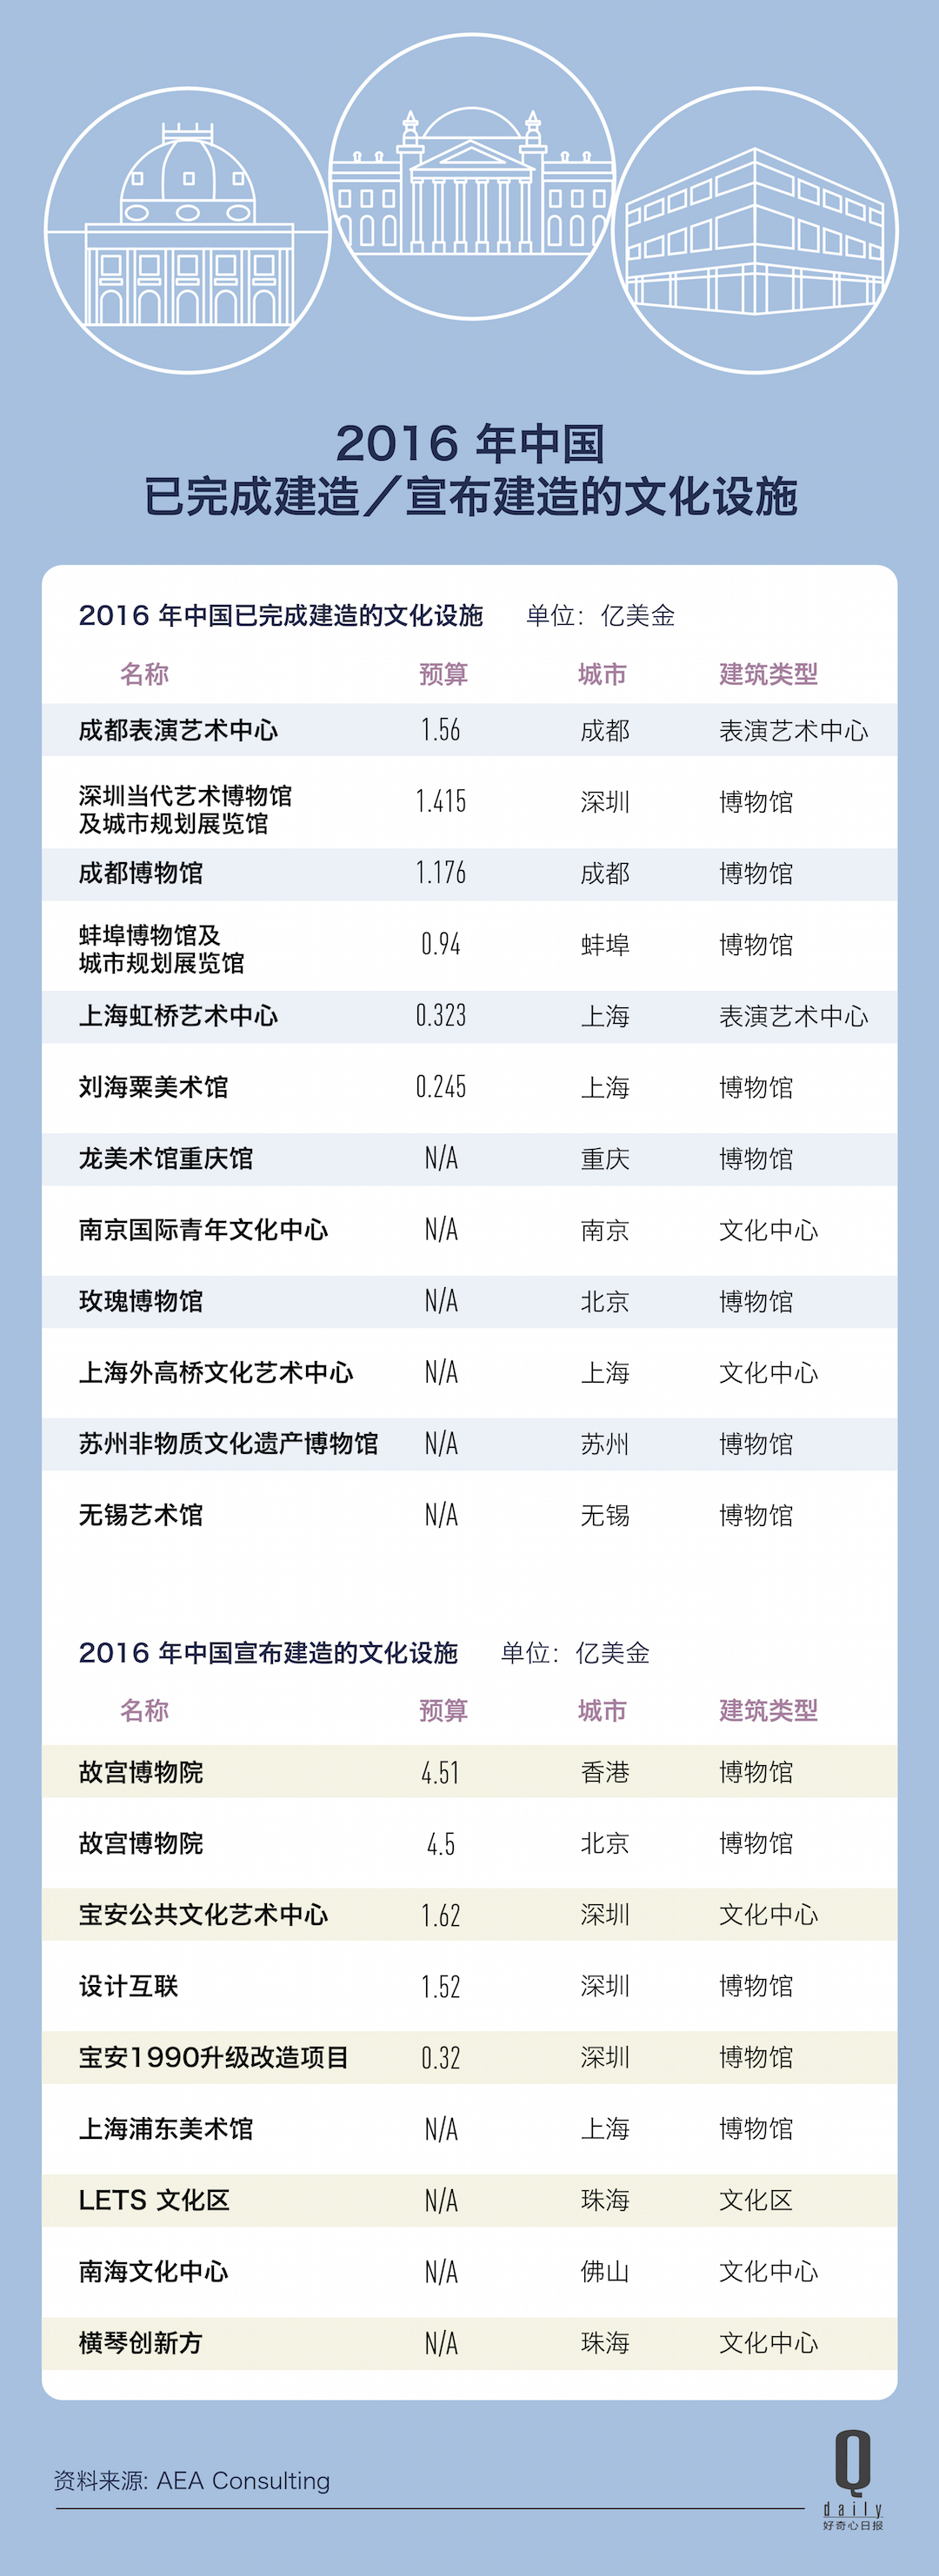 2016 年中国
已完成建造／宣布建造的文化设施
2016 年中国已完成建造的文化设施 单位：亿美金
名称 预算 城市 建筑类型
成都表演艺术中心 1.56 成都 表演艺术中心
深圳当代艺术博物馆
及城市规划展览馆 1.415 深圳 博物馆
成都博物馆 1.176 成都 博物馆
蚌埠博物馆及
城市规划展览馆 0.94 蚌埠 博物馆
上海虹桥艺术中心 0.323 上海 表演艺术中心
刘海粟美术馆 0.245 上海 博物馆
龙美术馆重庆馆 N/A 重庆 博物馆
南京国际青年文化中心 N/A 南京 文化中心
玫瑰博物馆 N/A 北京 博物馆
上海外高桥文化艺术中心 N/A 上海 文化中心
苏州非物质文化遗产博物馆 N/A 苏州 博物馆
无锡艺术馆 N/A 无锡 博物馆
2016 年中国宣布建造的文化设施 单位：亿美金
名称 预算 城市 建筑类型
故宫博物院 4.51 香港 博物馆
故宫博物院 4.5 北京 博物馆
宝安公共文化艺术中心 1.62 深圳 文化中心
设计互联 1.52 深圳 博物馆
宝安1990升级改造项目 0.32 深圳 博物馆
上海浦东美术馆 N/A 上海 博物馆
LETS 文化区 N/A 珠海 文化区
南海文化中心 N/A 佛山 文化中心
横琴创新方 N/A 珠海 文化中心
资料来源: AEA Consulting
Q
daily
好奇心日报